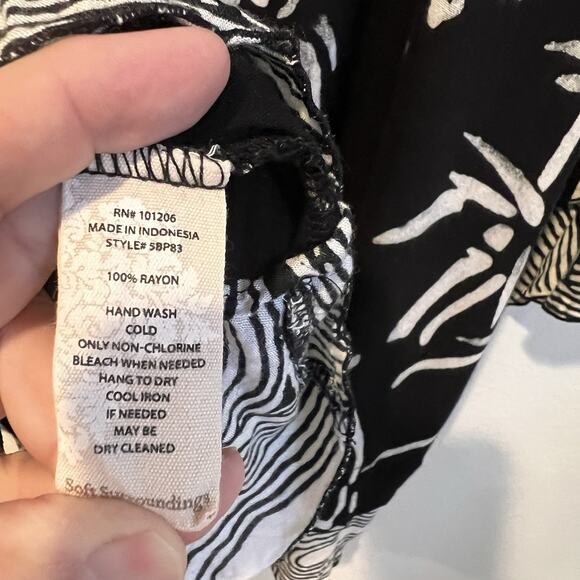 RN# 101206
MADE IN INDONESIA
STYLE# 5BP83
100% RAYON
HAND WASH
COLD
ONLY NON-CHLORINE
BLEACH WHEN NEEDED
HANG TO DRY
COOL IRON
IF NEEDED
MAY BE
DRY CLEANED
Soft Surroundings